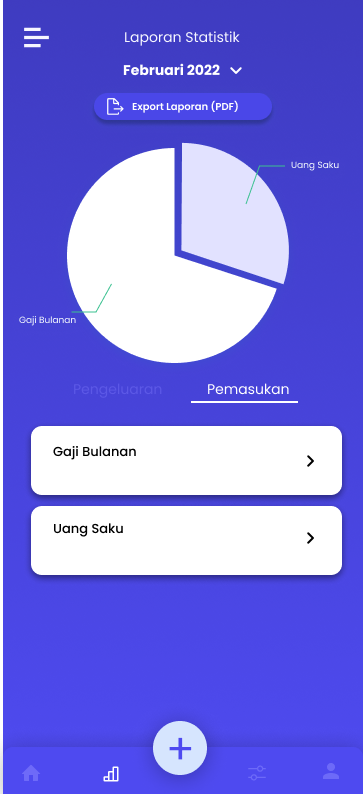 Laporan Statistik
Februari 2022
Export Laporan (PDF)
Uang Saku
Gaji Bulanan
Pengeluaran
Pemasukan
Gaji Bulanan
Uang Saku